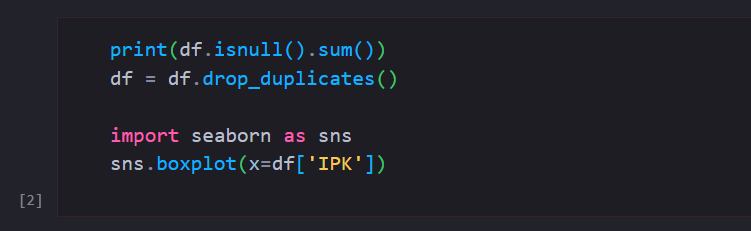 print(df.isnull().sum())
df = df.drop_duplicates()
import seaborn as sns
sns.boxplot(x=df['IPK'])
[2]